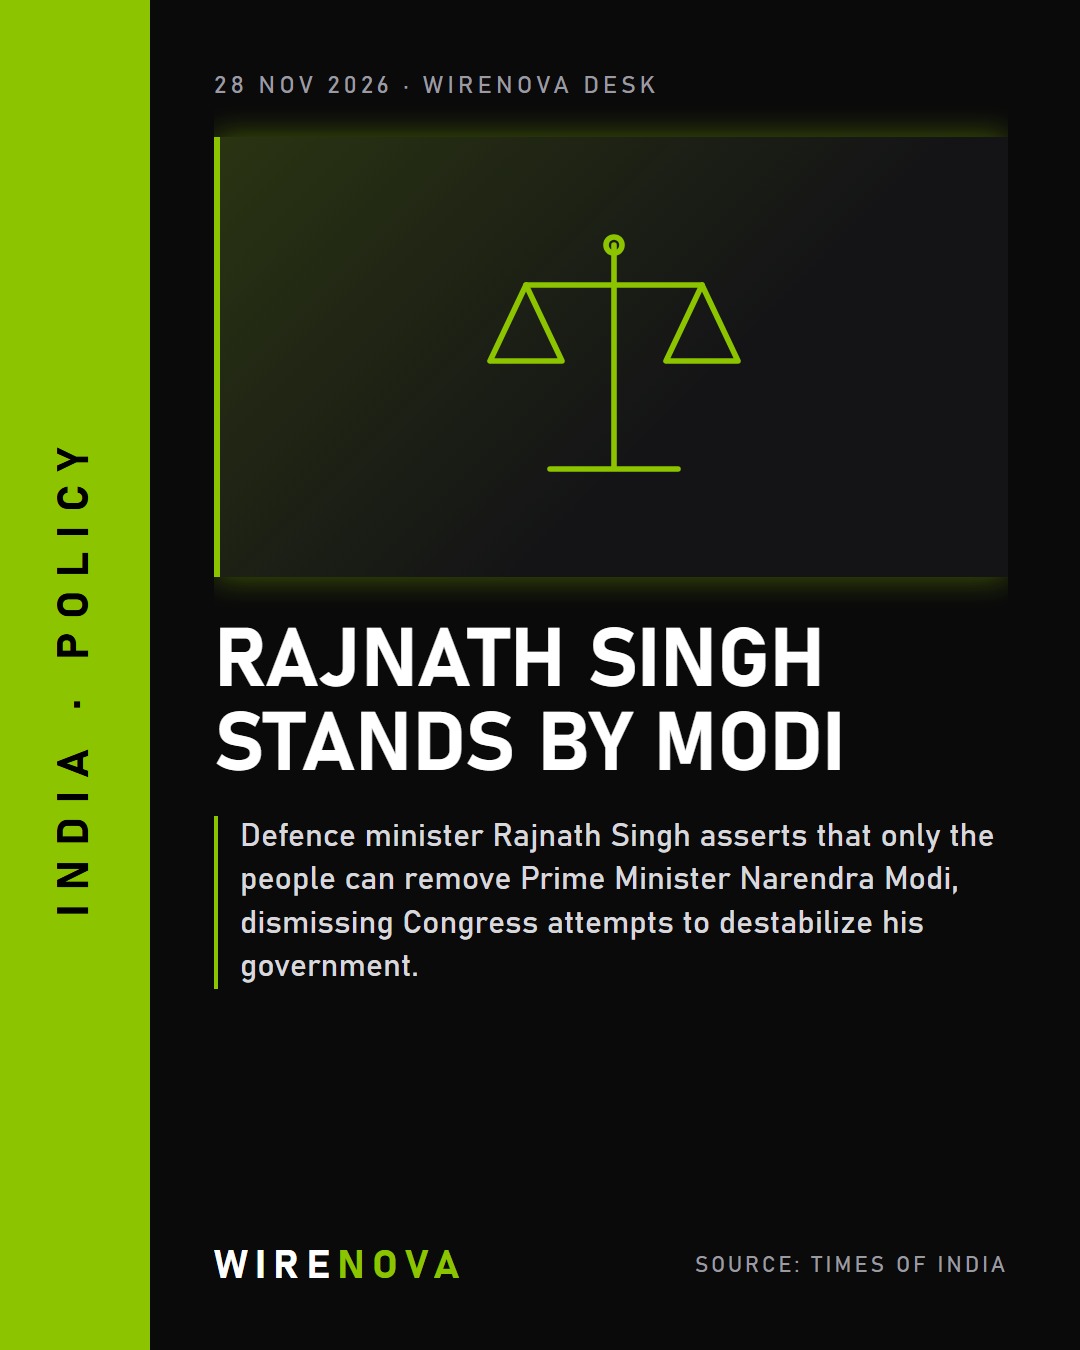 INDIA · POLICY
28 NOV 2026 · WIRENOVA DESK
RAJNATH SINGH
STANDS BY MODI
Defence minister Rajnath Singh asserts that only the
people can remove Prime Minister Narendra Modi,
dismissing Congress attempts to destabilize his
government.
WIRENOVA
SOURCE: TIMES OF INDIA